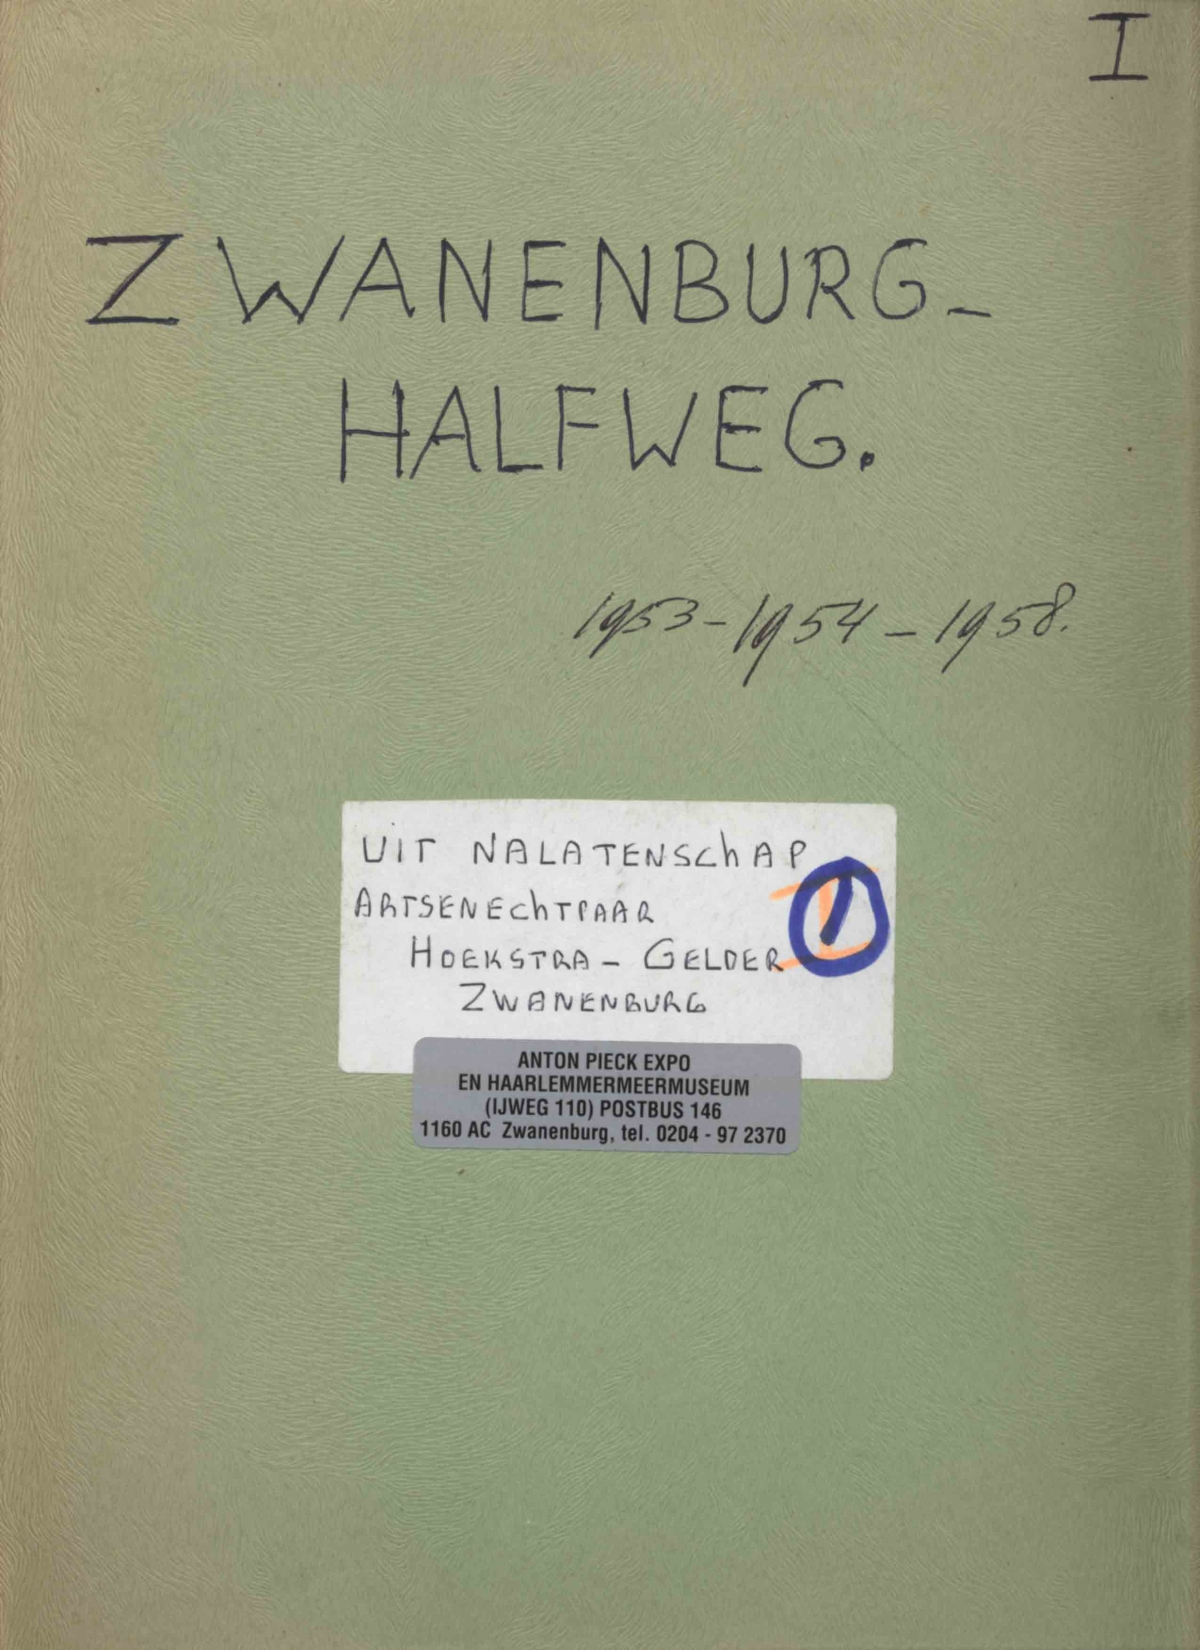 I
ZWANENBURG-
HALFWEG.
1953-1954-1958.
UIT NALATENSchAP
ARTSENEChTPAAR
HOEKSTRA - GELDER
ZWANENBURG
1
ANTON PIECK EXPO
EN HAARLEMMERMEERMUSEUM
(IJWEG 110) POSTBUS 146
1160 AC Zwanenburg, tel. 0204 - 97 2370